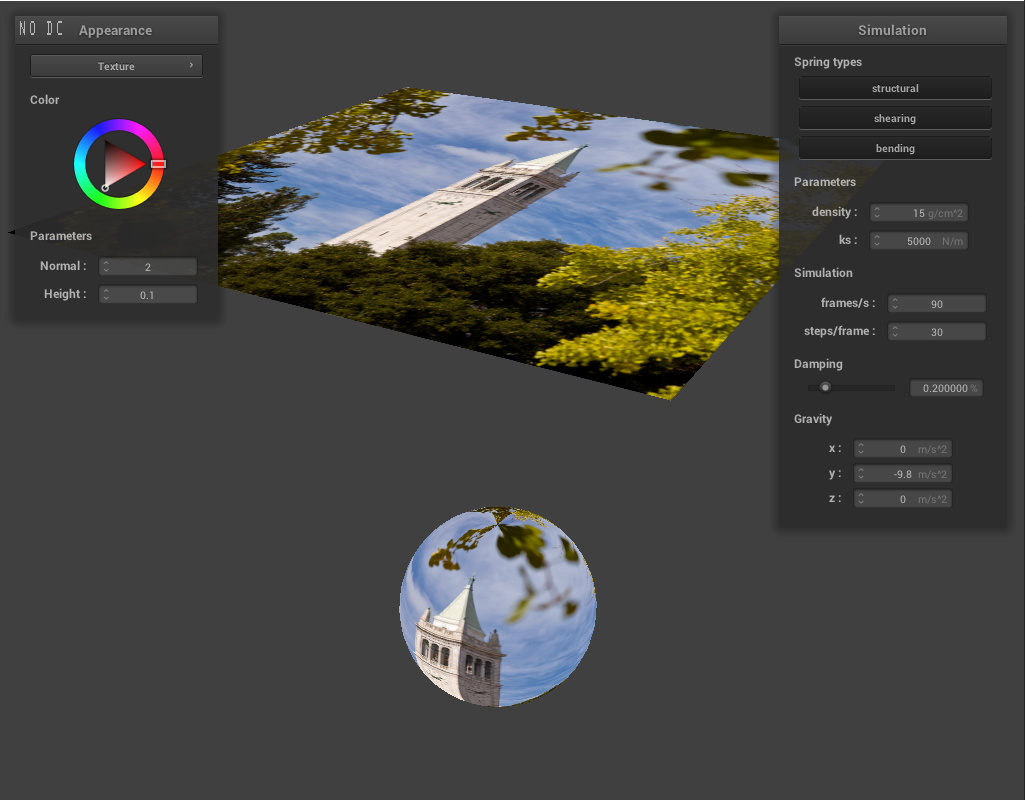 NO DC Appearance
Texture
Color
Parameters
Normal : 2
Height : 0.1
Simulation
Spring types
structural
shearing
bending
Parameters
density : 15 g/cm^2
ks : 5000 N/m
Simulation
frames/s : 90
steps/frame : 30
Damping
0.200000 %
Gravity
x : 0 m/s^2
y : -9.8 m/s^2
z : 0 m/s^2